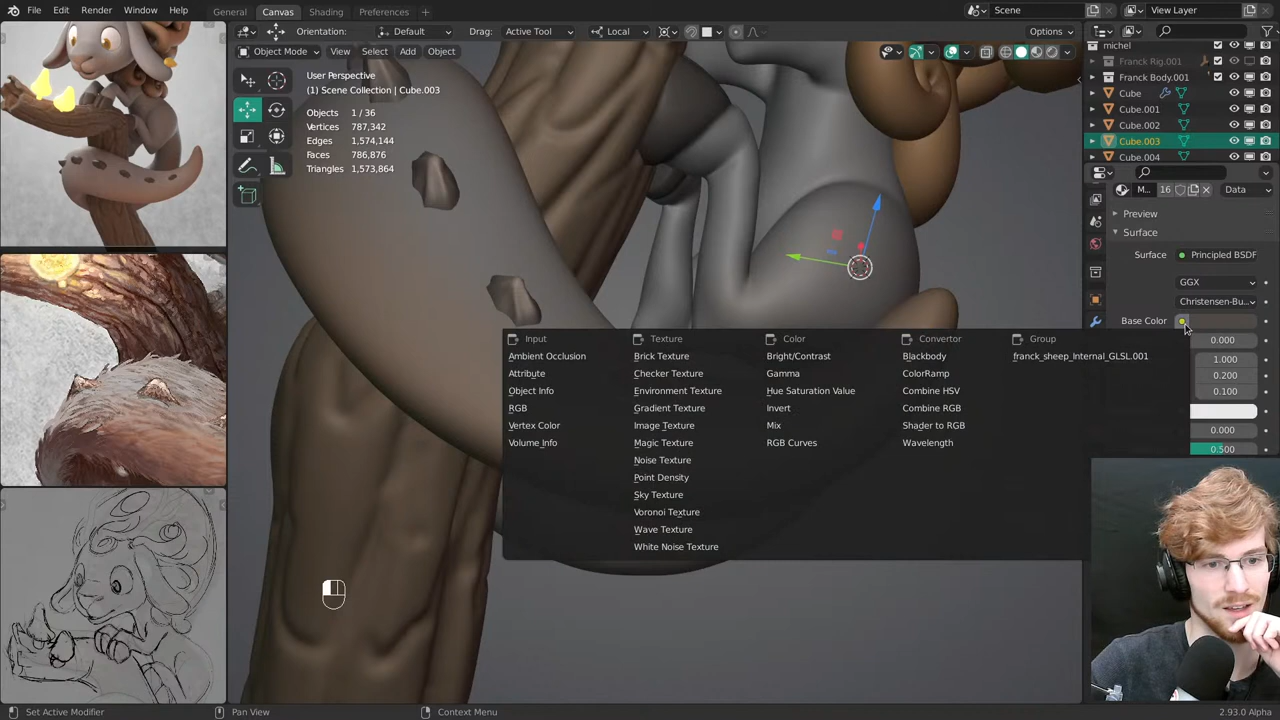 File Edit Render Window Help
General Canvas Shading Preferences +
Scene
View Layer
Orientation: Default Drag: Active Tool Local Options
Object Mode View Select Add Object
User Perspective
(1) Scene Collection | Cube.003
Objects 1 / 36
Vertices 787,342
Edges 1,574,144
Faces 786,876
Triangles 1,573,864
michel
Franck Rig.001
Franck Body.001
Cube
Cube.001
Cube.002
Cube.003
Cube.004
M... 16 Data
Preview
Surface
Surface Principled BSDF
GGX
Christensen-Bu...
Base Color
0.000
1.000
0.200
0.100
0.000
0.500
Input
Ambient Occlusion
Attribute
Object Info
RGB
Vertex Color
Volume Info
Texture
Brick Texture
Checker Texture
Environment Texture
Gradient Texture
Image Texture
Magic Texture
Noise Texture
Point Density
Sky Texture
Voronoi Texture
Wave Texture
White Noise Texture
Color
Bright/Contrast
Gamma
Hue Saturation Value
Invert
Mix
RGB Curves
Convertor
Blackbody
ColorRamp
Combine HSV
Combine RGB
Shader to RGB
Wavelength
Group
franck_sheep_Internal_GLSL.001
Set Active Modifier
Pan View
Context Menu
2.93.0 Alpha